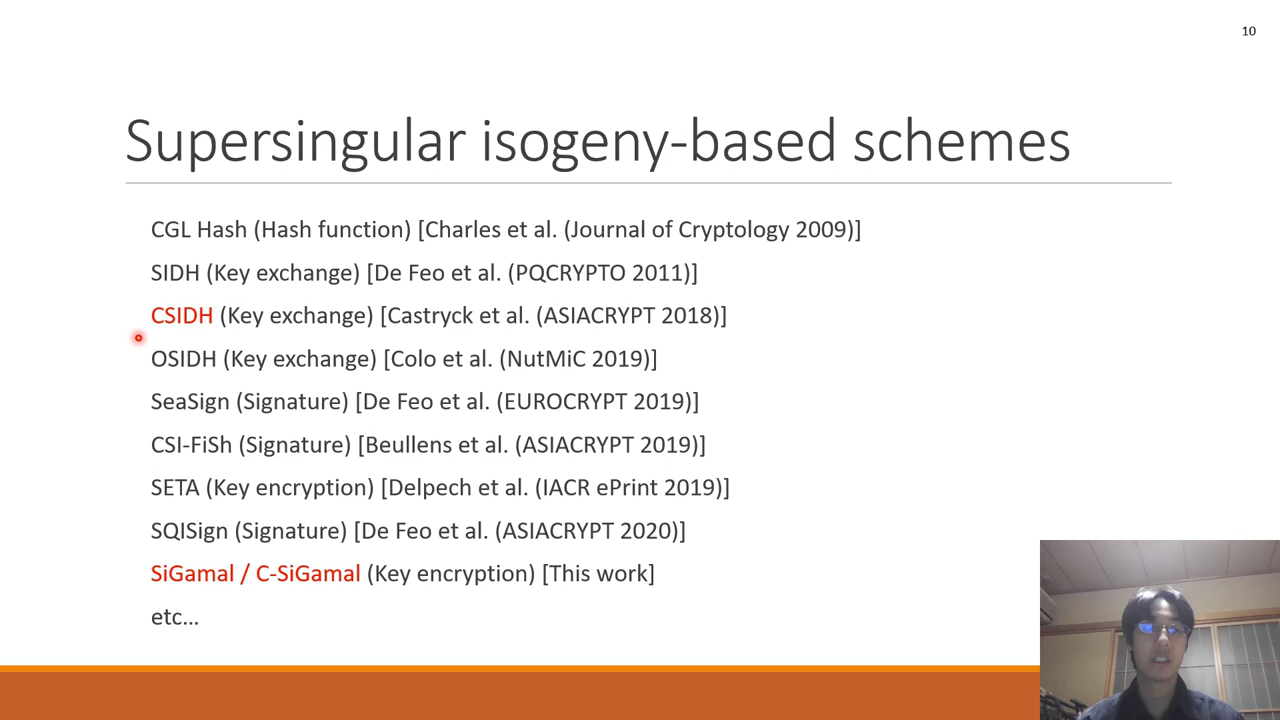 10
Supersingular isogeny-based schemes
CGL Hash (Hash function) [Charles et al. (Journal of Cryptology 2009)]
SIDH (Key exchange) [De Feo et al. (PQCRYPTO 2011)]
CSIDH (Key exchange) [Castryck et al. (ASIACRYPT 2018)]
OSIDH (Key exchange) [Colo et al. (NutMiC 2019)]
SeaSign (Signature) [De Feo et al. (EUROCRYPT 2019)]
CSI-FiSh (Signature) [Beullens et al. (ASIACRYPT 2019)]
SETA (Key encryption) [Delpech et al. (IACR ePrint 2019)]
SQISign (Signature) [De Feo et al. (ASIACRYPT 2020)]
SiGamal / C-SiGamal (Key encryption) [This work]
etc…